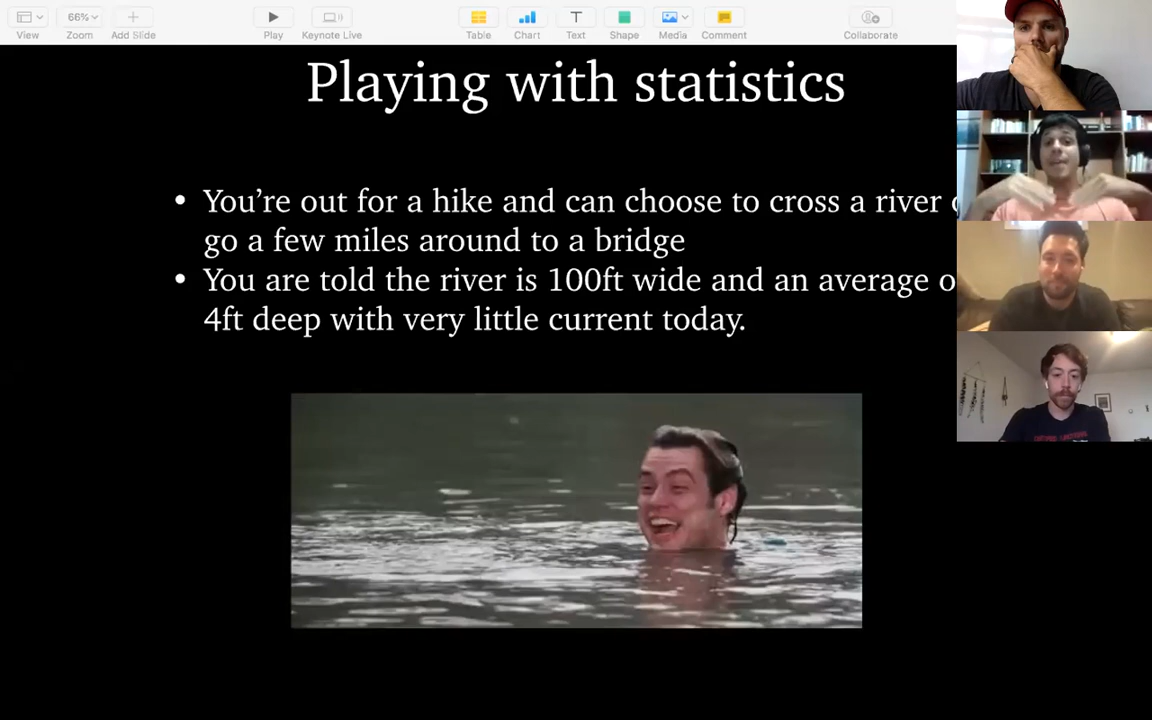 View
66%
Zoom
Add Slide
Play
Keynote Live
Table
Chart
Text
Shape
Media
Comment
Collaborate
Playing with statistics
• You’re out for a hike and can choose to cross a river
go a few miles around to a bridge
• You are told the river is 100ft wide and an average
4ft deep with very little current today.